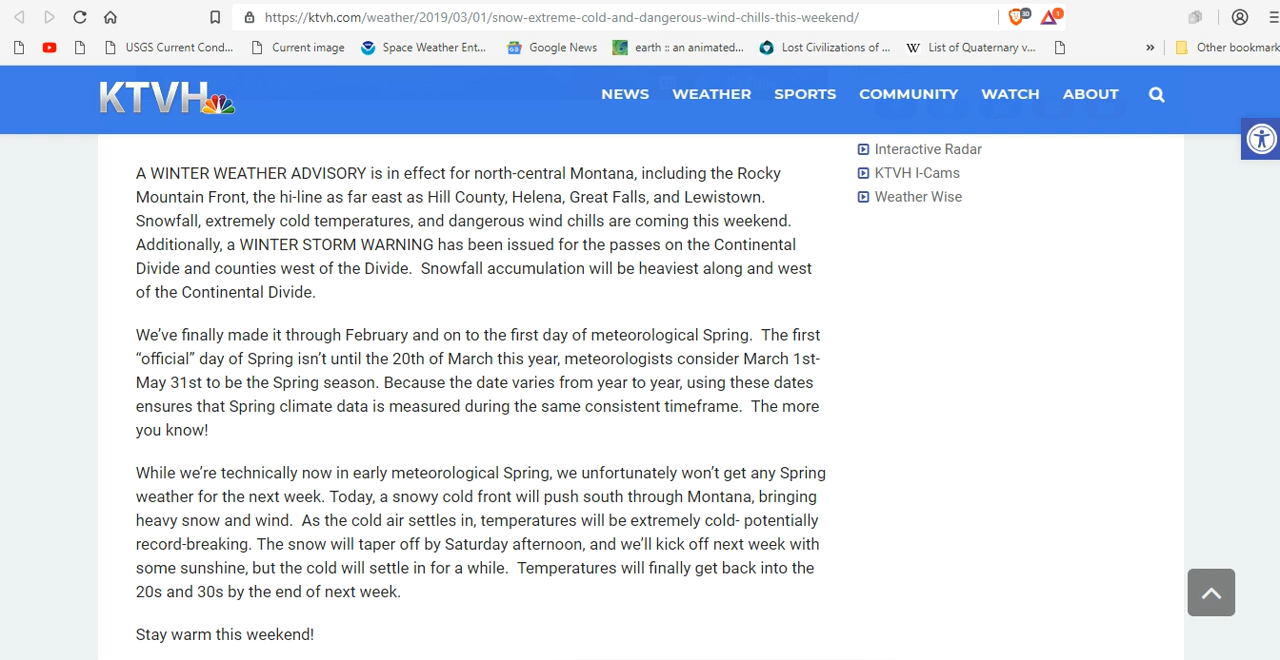 https://ktvh.com/weather/2019/03/01/snow-extreme-cold-and-dangerous-wind-chills-this-weekend/
30
1
USGS Current Cond...
Current image
Space Weather Ent...
Google News
earth :: an animated...
Lost Civilizations of ...
W List of Quaternary v...
»
Other bookmark
KTVH
NEWS WEATHER SPORTS COMMUNITY WATCH ABOUT
Interactive Radar
KTVH I-Cams
Weather Wise
A WINTER WEATHER ADVISORY is in effect for north-central Montana, including the Rocky
Mountain Front, the hi-line as far east as Hill County, Helena, Great Falls, and Lewistown.
Snowfall, extremely cold temperatures, and dangerous wind chills are coming this weekend.
Additionally, a WINTER STORM WARNING has been issued for the passes on the Continental
Divide and counties west of the Divide.  Snowfall accumulation will be heaviest along and west
of the Continental Divide.
We’ve finally made it through February and on to the first day of meteorological Spring.  The first
“official” day of Spring isn’t until the 20th of March this year, meteorologists consider March 1st-
May 31st to be the Spring season. Because the date varies from year to year, using these dates
ensures that Spring climate data is measured during the same consistent timeframe.  The more
you know!
While we’re technically now in early meteorological Spring, we unfortunately won’t get any Spring
weather for the next week. Today, a snowy cold front will push south through Montana, bringing
heavy snow and wind.  As the cold air settles in, temperatures will be extremely cold- potentially
record-breaking. The snow will taper off by Saturday afternoon, and we’ll kick off next week with
some sunshine, but the cold will settle in for a while.  Temperatures will finally get back into the
20s and 30s by the end of next week.
Stay warm this weekend!